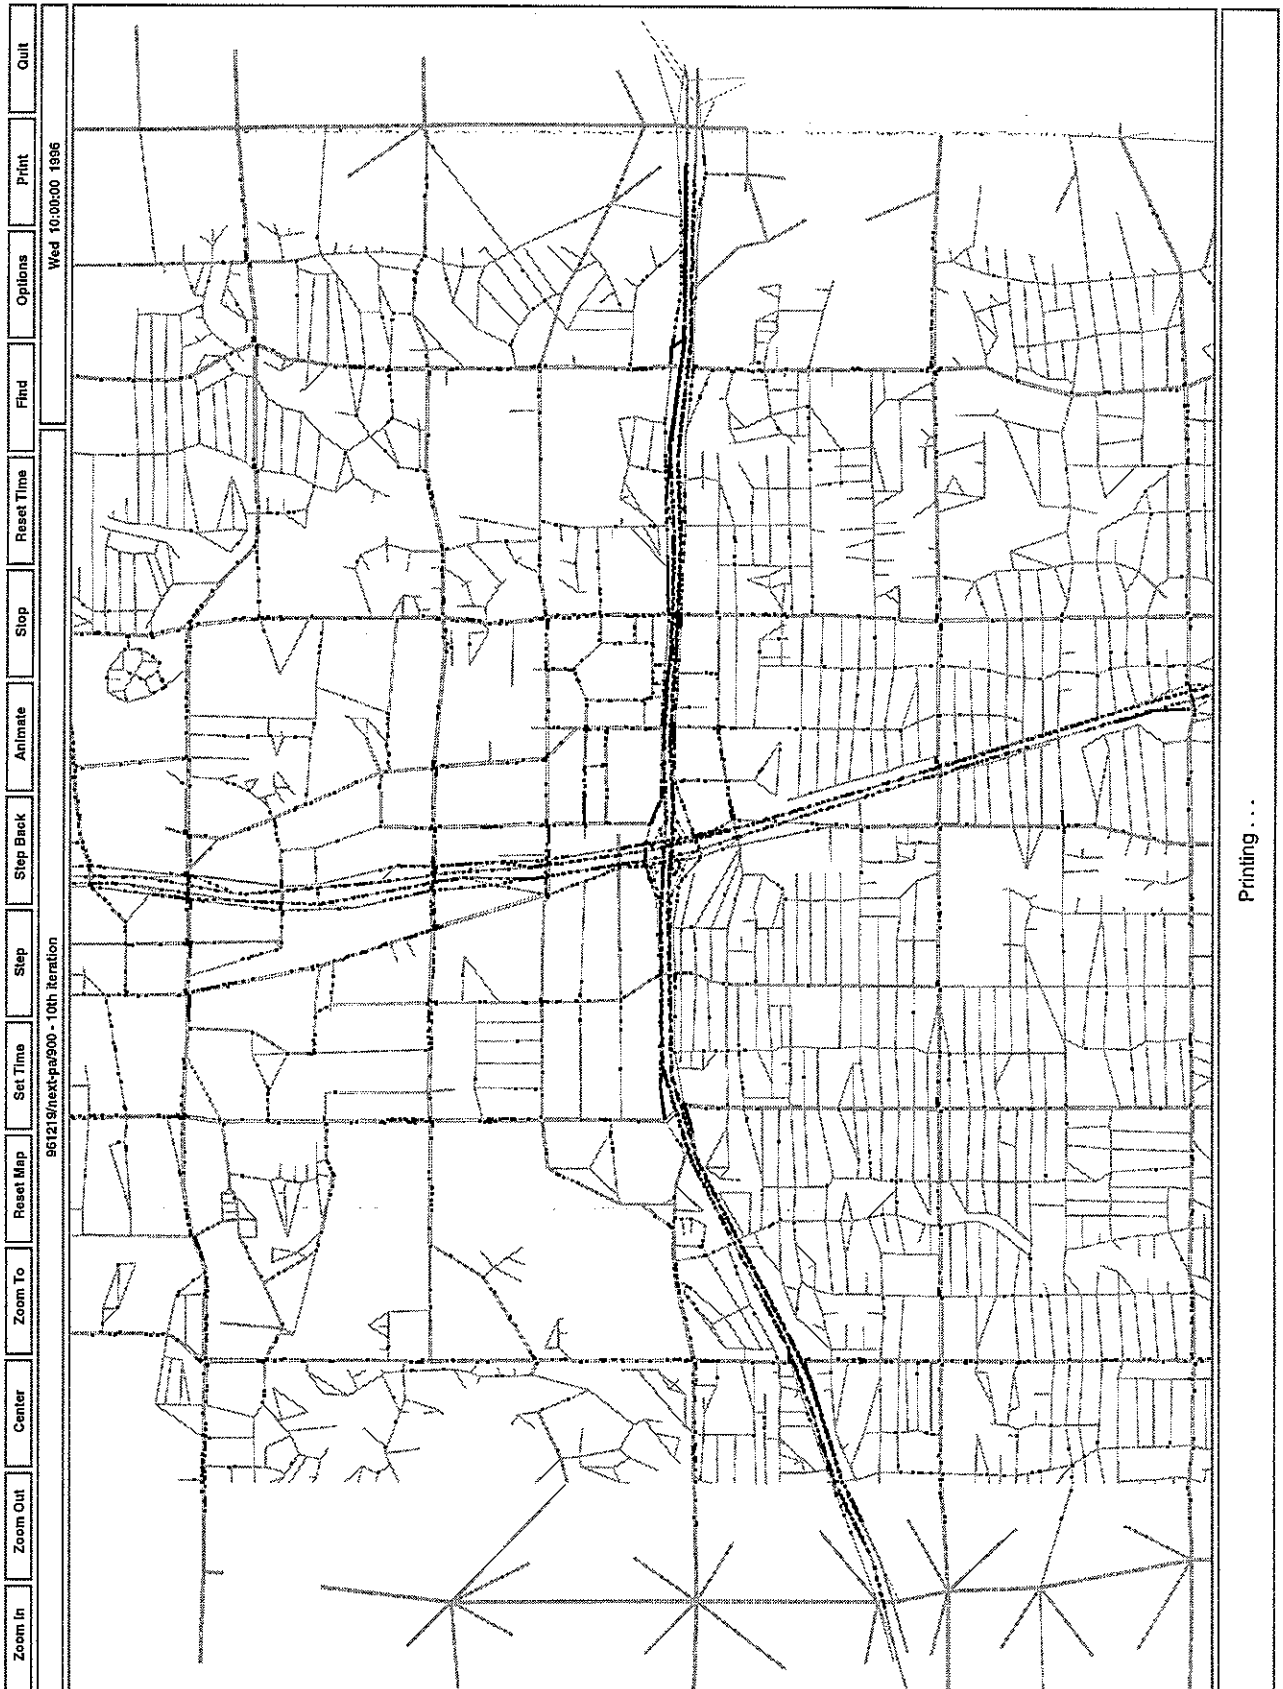 Zoom In Zoom Out Center Zoom To Reset Map Set Time Step Step Back Animate Stop Reset Time Find Options Print Quit
961219/next-pa/900 - 10th iteration Wed 10:00:00 1996
Printing . . .